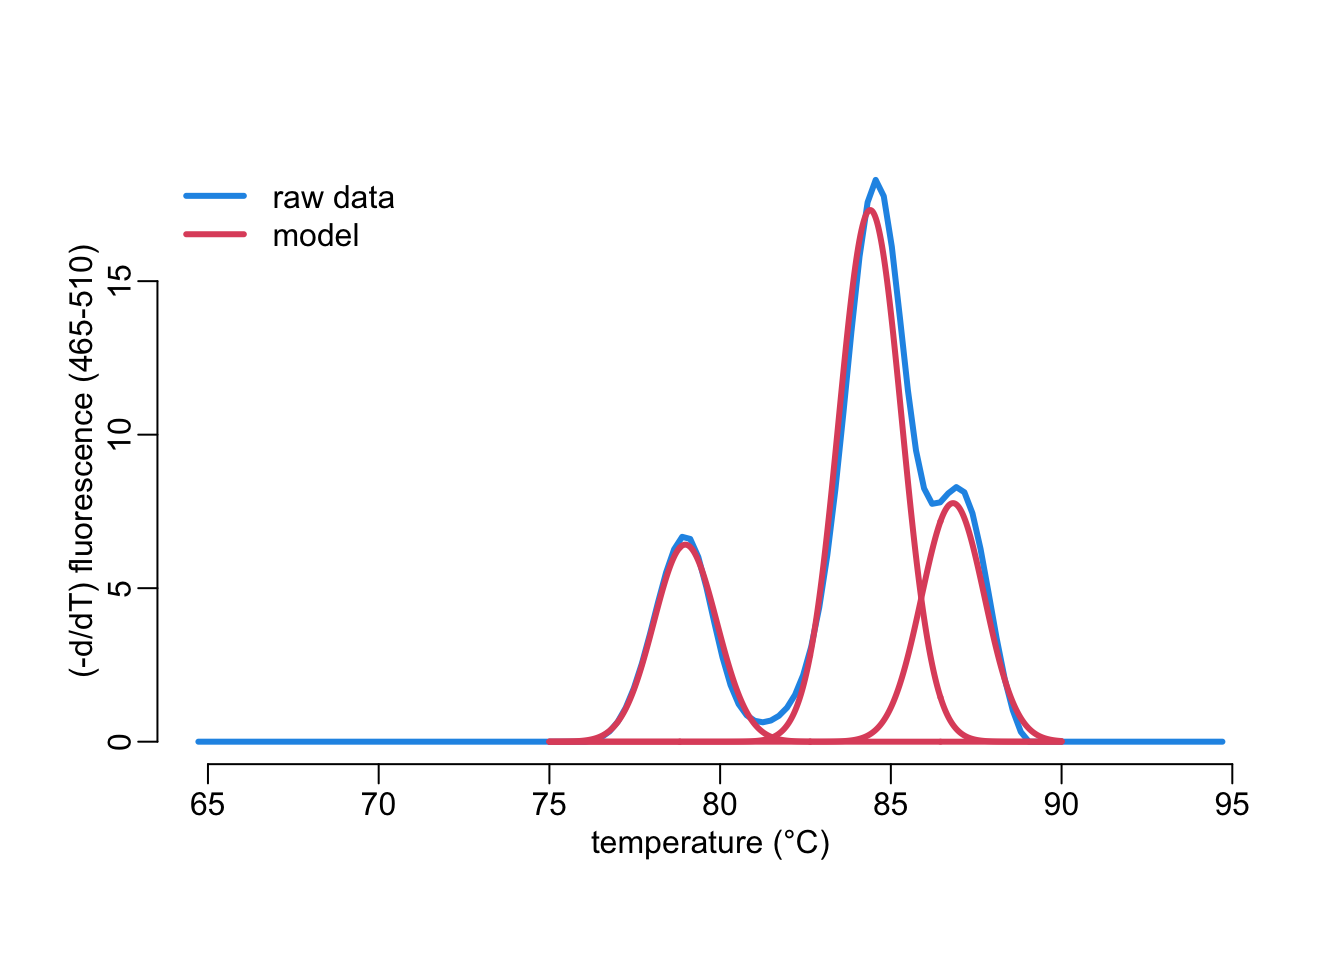 raw data
model
(-d/dT) fluorescence (465-510)
15
10
5
0
65 70 75 80 85 90 95
temperature (°C)